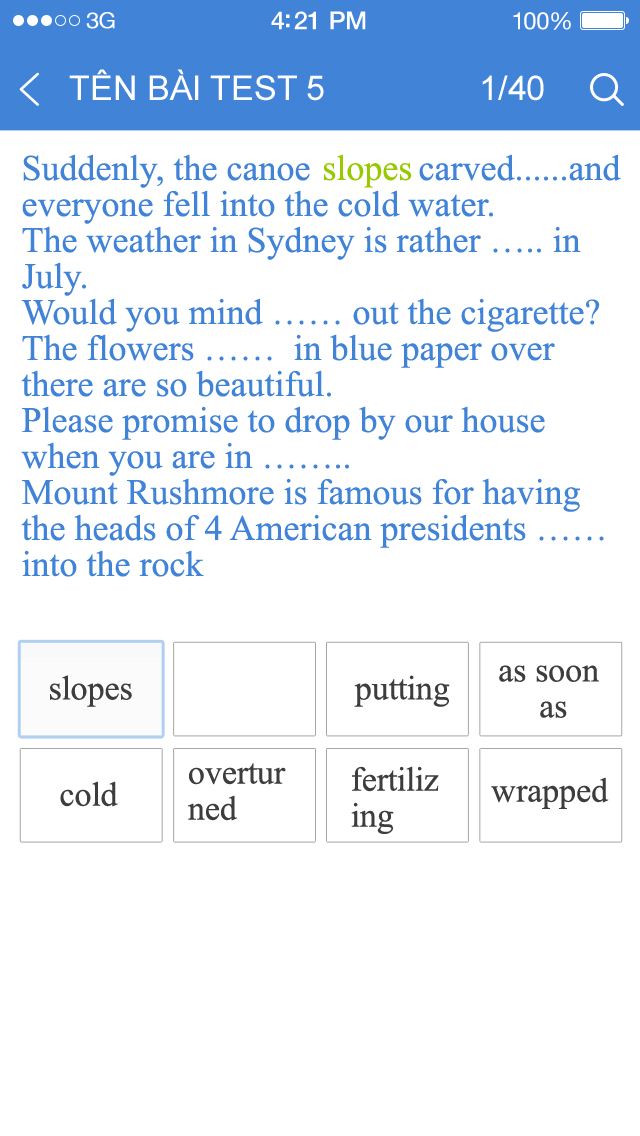 3G 4:21 PM 100%
TÊN BÀI TEST 5 1/40
Suddenly, the canoe slopes carved......and
everyone fell into the cold water.
The weather in Sydney is rather ….. in
July.
Would you mind …… out the cigarette?
The flowers …… in blue paper over
there are so beautiful.
Please promise to drop by our house
when you are in ……..
Mount Rushmore is famous for having
the heads of 4 American presidents ……
into the rock
slopes
putting
as soon
as
cold
overtur
ned
fertiliz
ing
wrapped